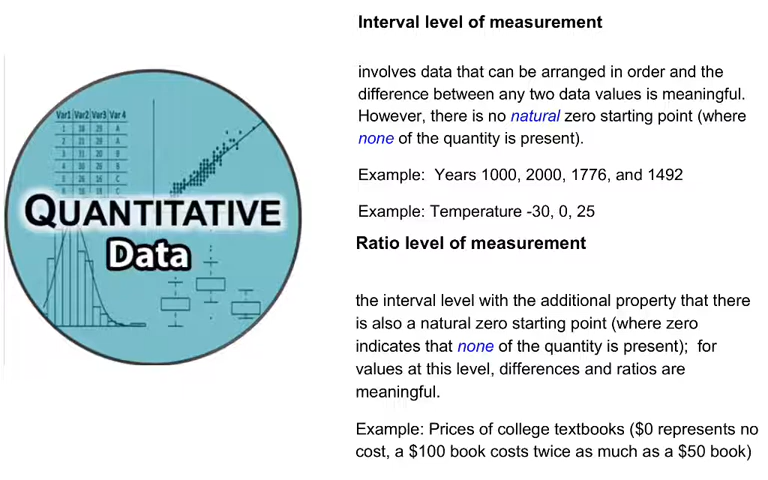 Interval level of measurement
involves data that can be arranged in order and the
difference between any two data values is meaningful.
However, there is no natural zero starting point (where
none of the quantity is present).
Example:  Years 1000, 2000, 1776, and 1492
Example: Temperature -30, 0, 25
Ratio level of measurement
the interval level with the additional property that there
is also a natural zero starting point (where zero
indicates that none of the quantity is present);  for
values at this level, differences and ratios are
meaningful.
Example: Prices of college textbooks ($0 represents no
cost, a $100 book costs twice as much as a $50 book)
Var1 Var2 Var3 Var 4
QUANTITATIVE
Data